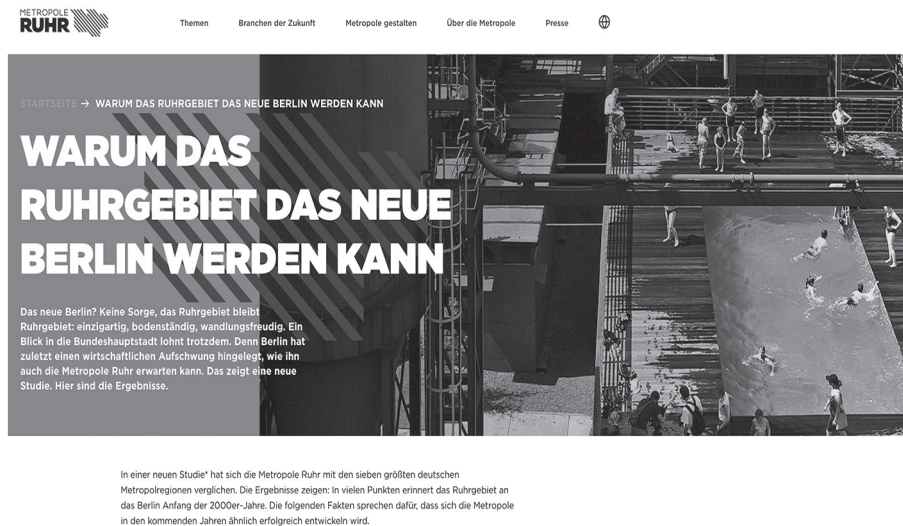 METROPOLE
RUHR
Themen
Branchen der Zukunft
Metropole gestalten
Über die Metropole
Presse
STARTSEITE → WARUM DAS RUHRGEBIET DAS NEUE BERLIN WERDEN KANN
WARUM DAS
RUHRGEBIET DAS NEUE
BERLIN WERDEN KANN
Das neue Berlin? Keine Sorge, das Ruhrgebiet bleibt
Ruhrgebiet: einzigartig, bodenständig, wandlungsfreudig. Ein
Blick in die Bundeshauptstadt lohnt trotzdem. Denn Berlin hat
zuletzt einen wirtschaftlichen Aufschwung hingelegt, wie ihn
auch die Metropole Ruhr erwarten kann. Das zeigt eine neue
Studie. Hier sind die Ergebnisse.
In einer neuen Studie* hat sich die Metropole Ruhr mit den sieben größten deutschen
Metropolregionen verglichen. Die Ergebnisse zeigen: In vielen Punkten erinnert das Ruhrgebiet an
das Berlin Anfang der 2000er-Jahre. Die folgenden Fakten sprechen dafür, dass sich die Metropole
in den kommenden Jahren ähnlich erfolgreich entwickeln wird.